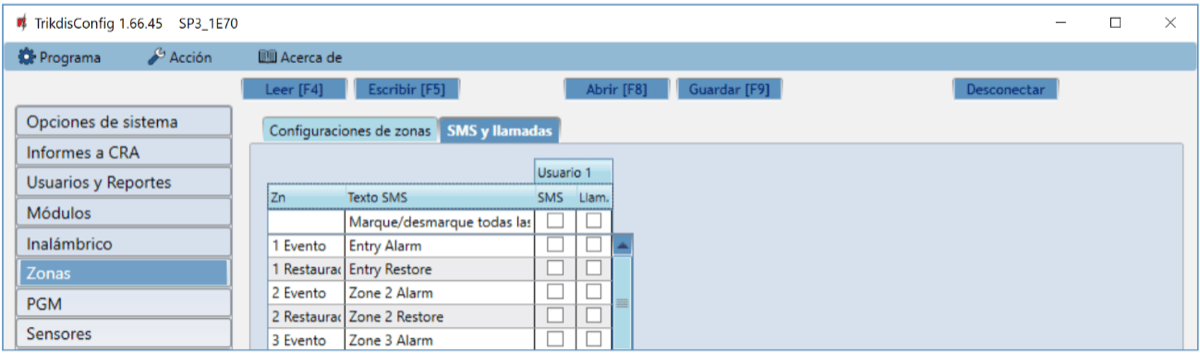 TrikdisConfig 1.66.45 SP3_1E70
Programa Acción Acerca de
Leer [F4] Escribir [F5] Abrir [F8] Guardar [F9] Desconectar
Opciones de sistema
Informes a CRA
Usuarios y Reportes
Módulos
Inalámbrico
Zonas
PGM
Sensores
Configuraciones de zonas SMS y llamadas
Usuario 1
Zn Texto SMS SMS Llam.
Marque/desmarque todas las
1 Evento Entry Alarm
1 Restaurac Entry Restore
2 Evento Zone 2 Alarm
2 Restaurac Zone 2 Restore
3 Evento Zone 3 Alarm